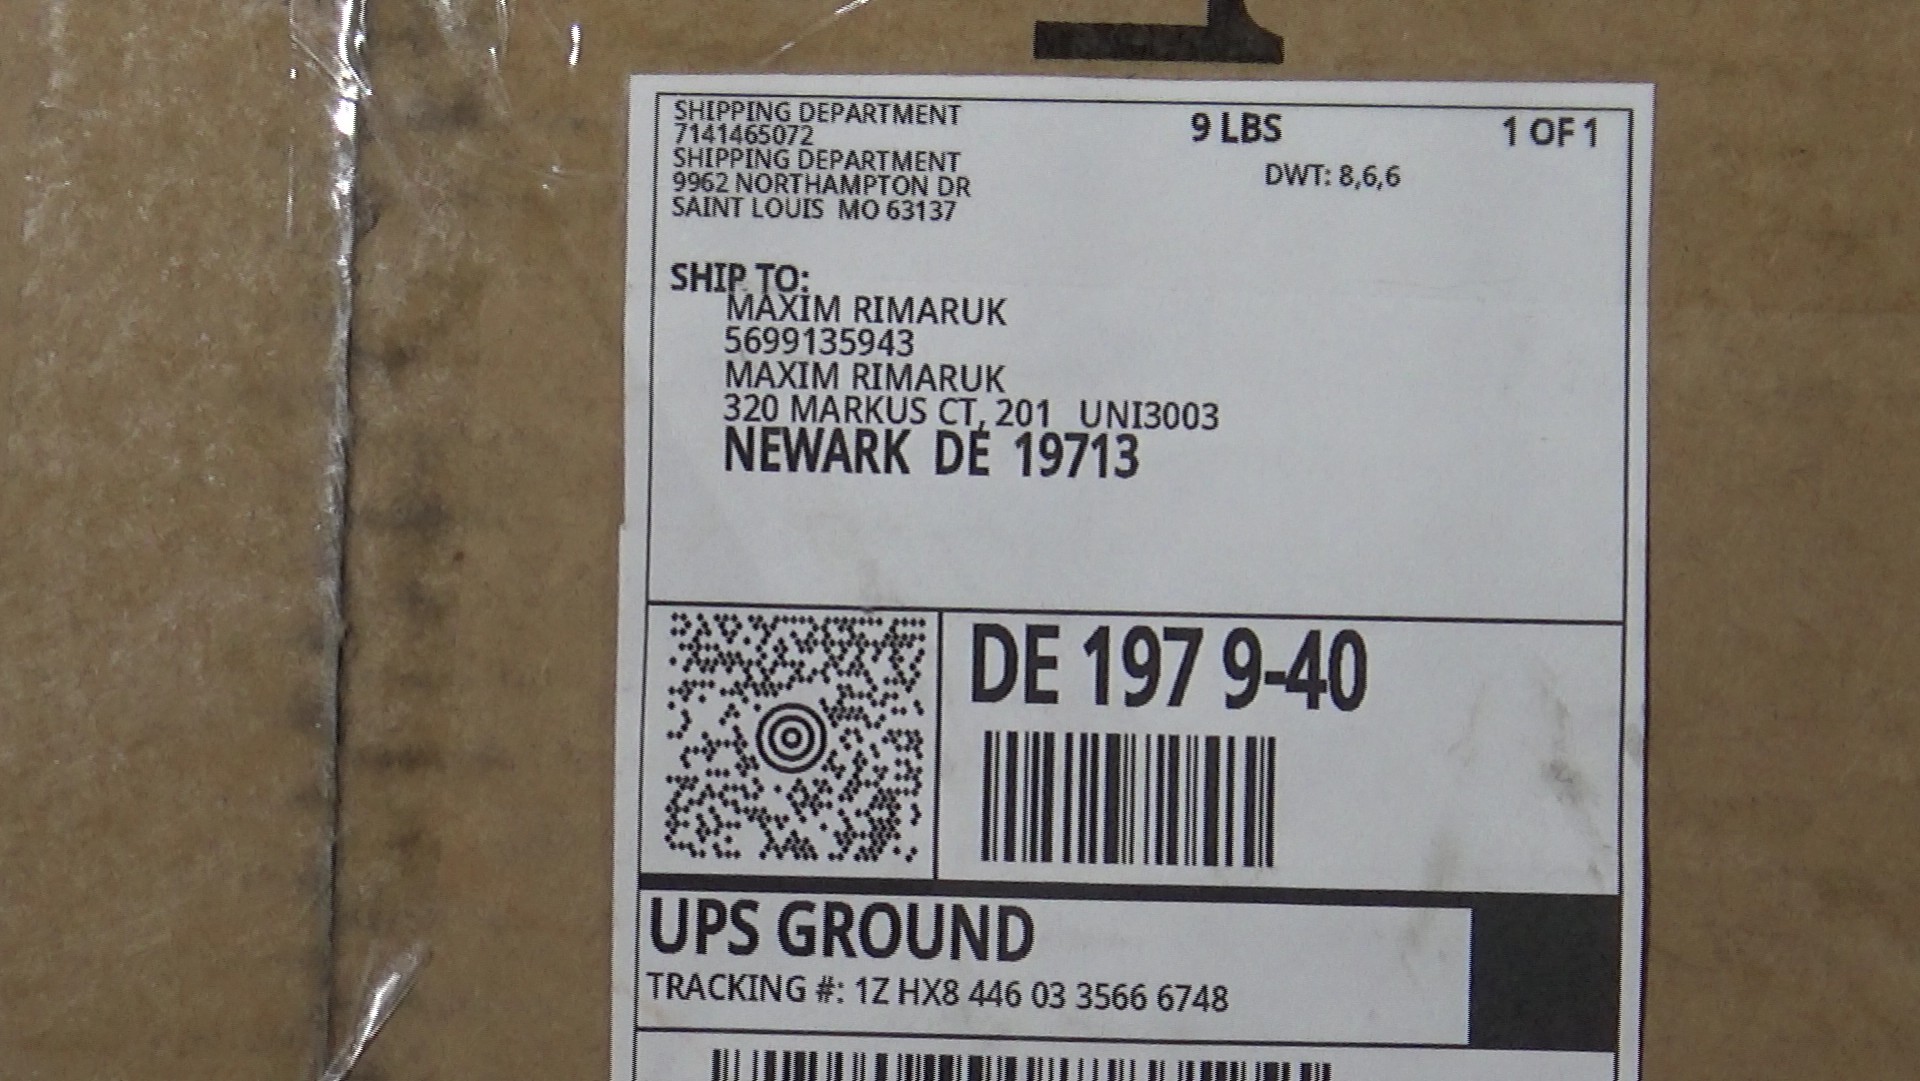 SHIPPING DEPARTMENT
7141465072
SHIPPING DEPARTMENT
9962 NORTHAMPTON DR
SAINT LOUIS MO 63137
9 LBS
1 OF 1
DWT: 8,6,6
SHIP TO:
MAXIM RIMARUK
5699135943
MAXIM RIMARUK
320 MARKUS CT, 201 UNI3003
NEWARK DE 19713
DE 197 9-40
UPS GROUND
TRACKING #: 1Z HX8 446 03 3566 6748